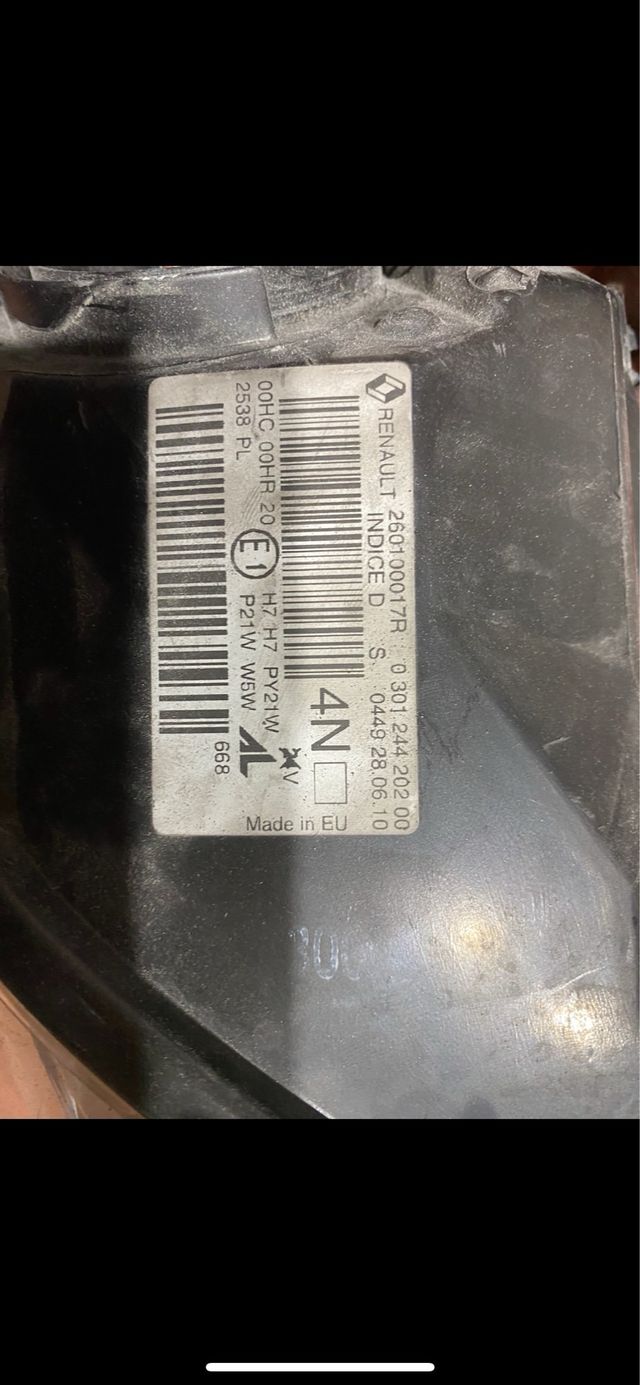 RENAULT 260100017R 0 301 244 202 00
INDICE D S. 0449 28.06.10
4N
00HC 00HR 20 E1 H7 H7 PY21W V
2538 PL P21W W5W AL
668
Made in EU